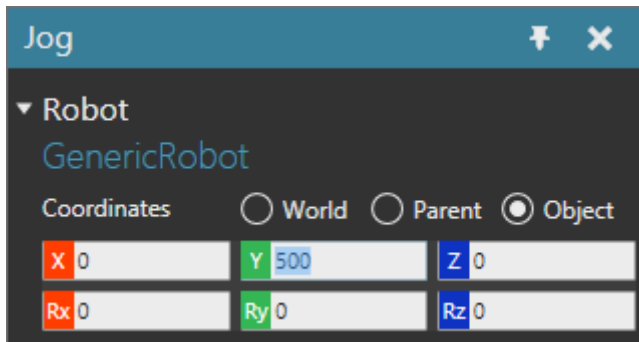 Jog
Robot
GenericRobot
Coordinates World Parent Object
X 0 Y 500 Z 0
Rx 0 Ry 0 Rz 0